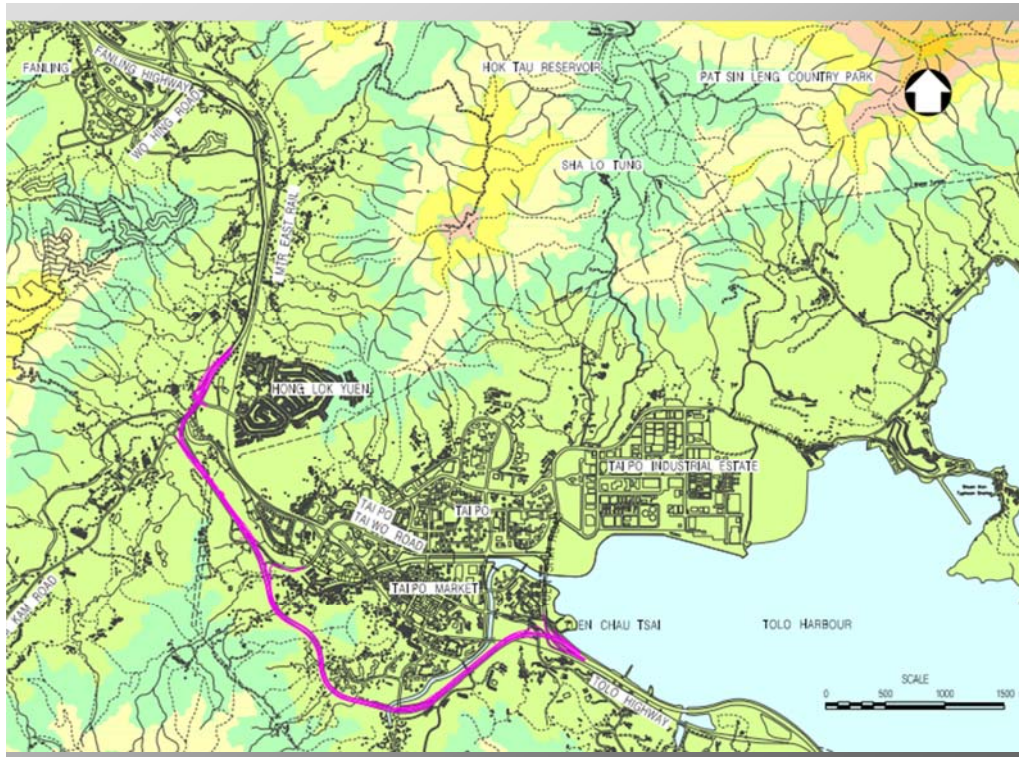 FANLING
FANLING HIGHWAY
WO HING ROAD
HOK TAU RESERVOIR
PAT SIN LENG COUNTRY PARK
SHA LO TUNG
MTR EAST RAIL
HONG LOK YUEN
TAI PO INDUSTRIAL ESTATE
TAI PO
TAI WO ROAD
TAI PO
TAI PO MARKET
KAM ROAD
EN CHAU TSAI
TOLO HARBOUR
TOLO HIGHWAY
SCALE
0 500 1000 1500